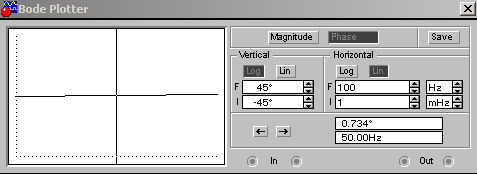 Bode Plotter
Magnitude Phase Save
Vertical Horizontal
Log Lin Log Lin
F 45° F 100 Hz
I -45° I 1 mHz
0.734°
50.00Hz
In Out